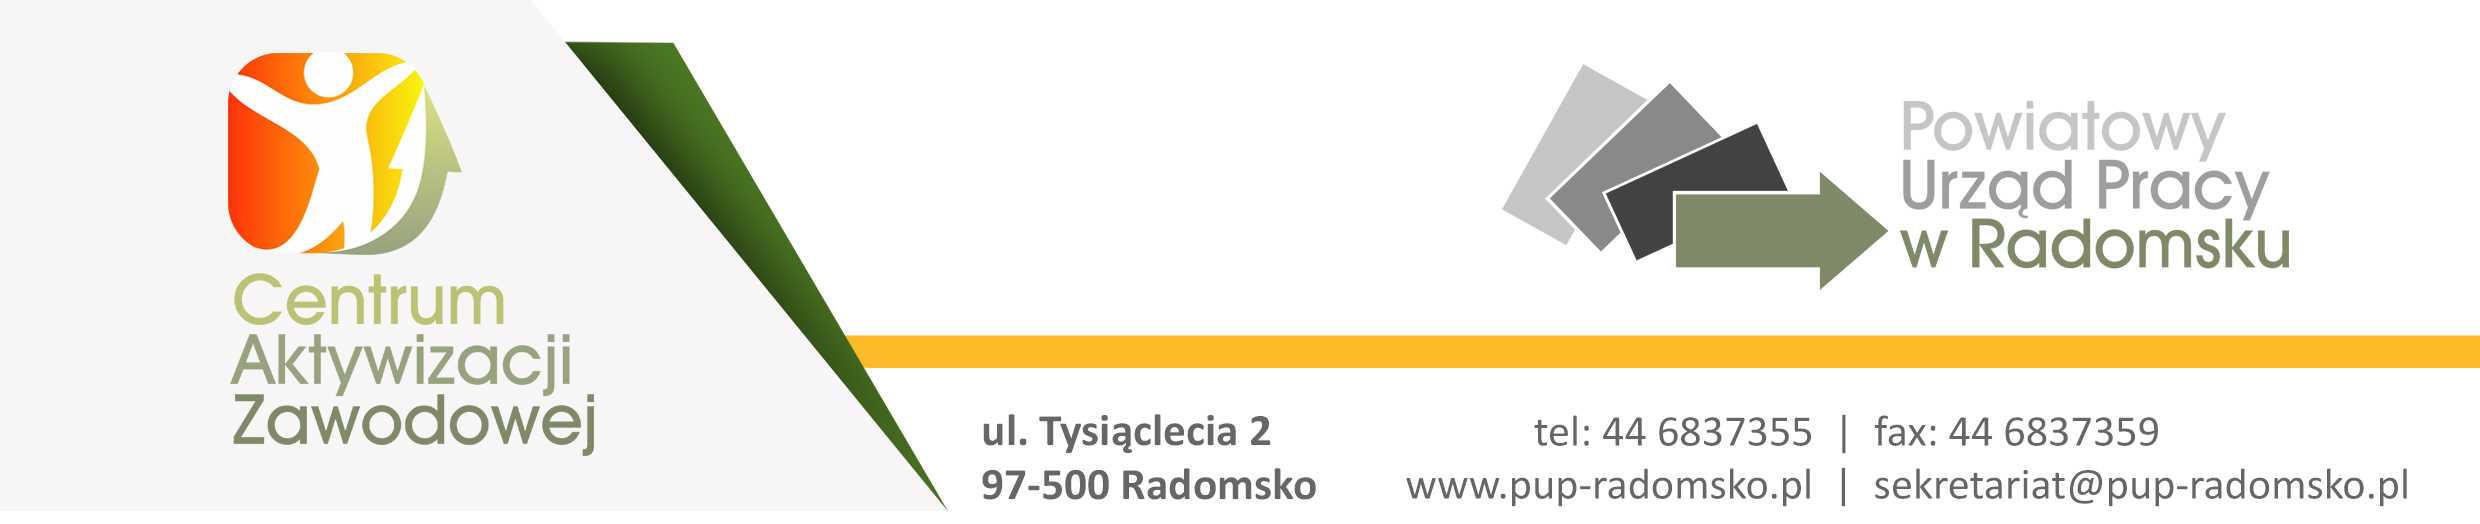 Centrum
Aktywizacji
Zawodowej
Powiatowy
Urząd Pracy
w Radomsku
ul. Tysiąclecia 2
97-500 Radomsko
tel: 44 6837355 | fax: 44 6837359
www.pup-radomsko.pl | sekretariat@pup-radomsko.pl